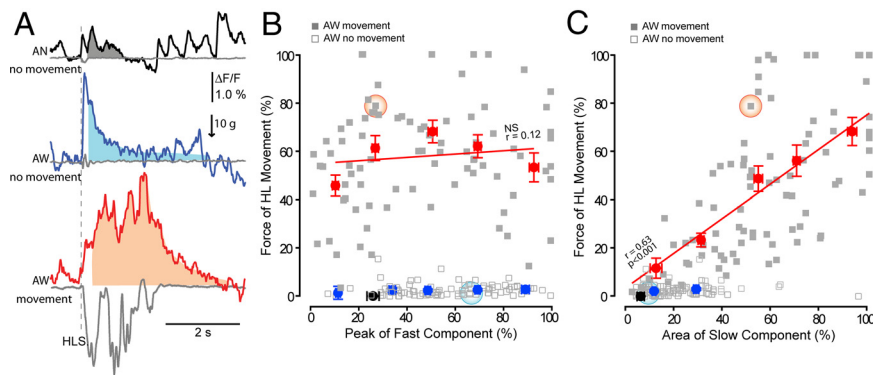 A
AN
no movement
ΔF/F
1.0 %
10 g
AW
no movement
AW
movement
HLS
2 s
B
AW movement
AW no movement
Force of HL Movement (%)
100
80
60
40
20
0
NS
r = 0.12
0 20 40 60 80 100
Peak of Fast Component (%)
C
AW movement
AW no movement
Force of HL Movement (%)
100
80
60
40
20
0
r = 0.63
p<0.001
0 20 40 60 80 100
Area of Slow Component (%)